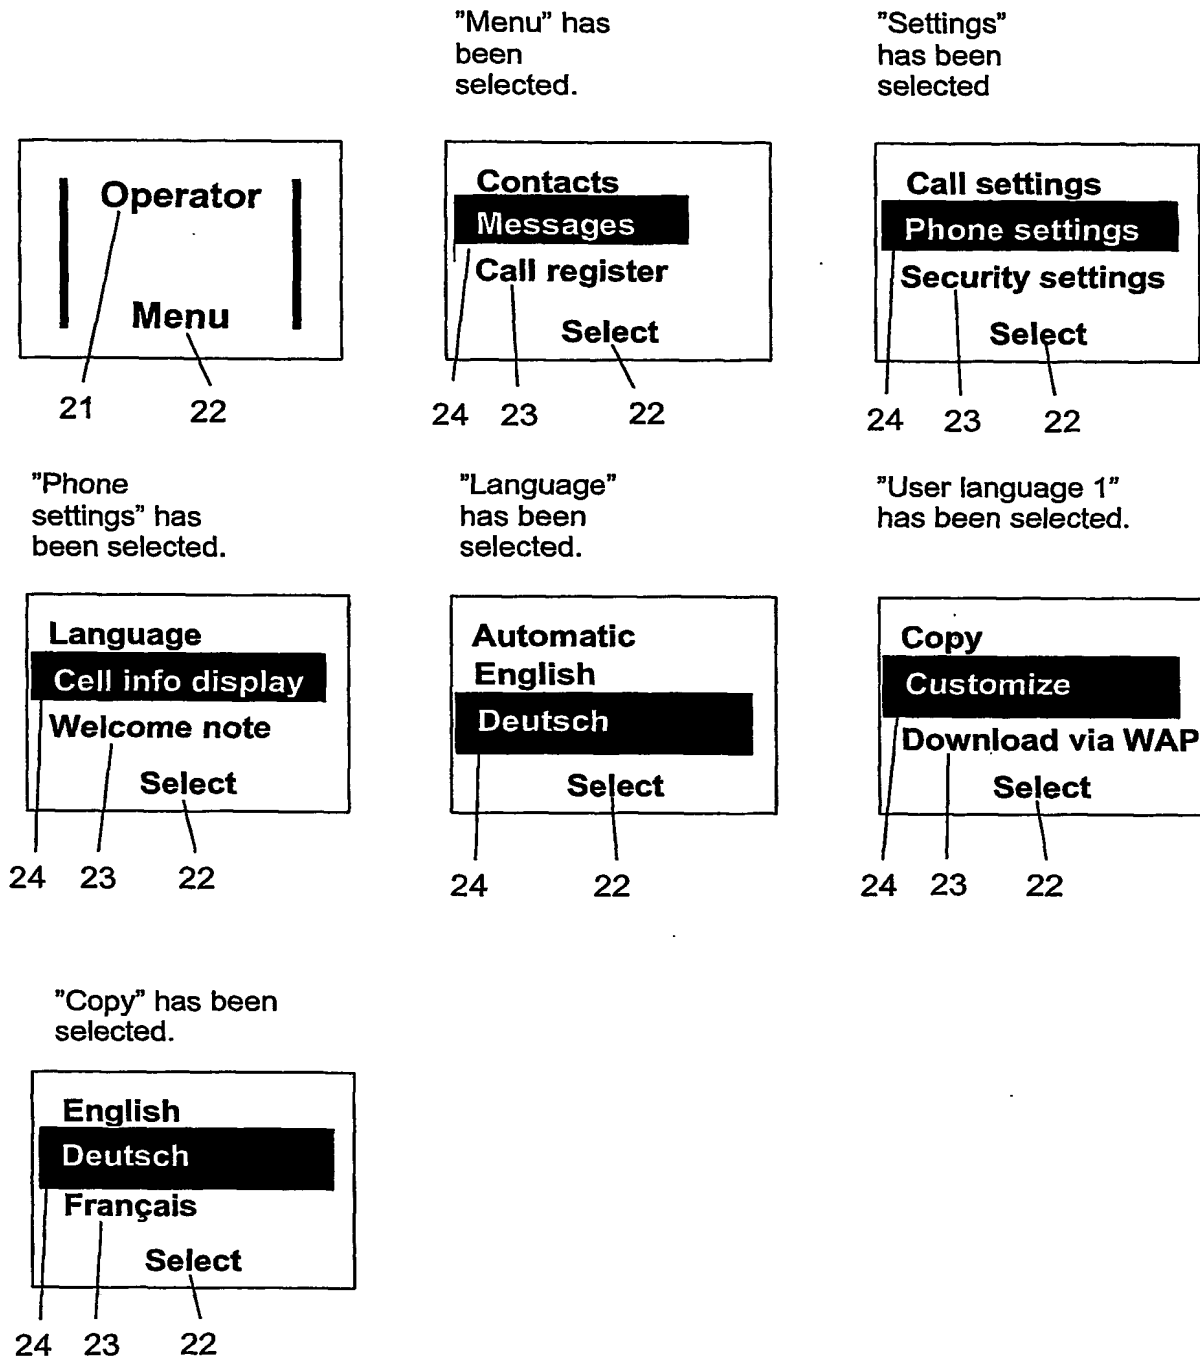 "Menu" has
been
selected.
"Settings"
has been
selected
Operator
Menu
21 22
Contacts
Messages
Call register
Select
24 23 22
Call settings
Phone settings
Security settings
Select
24 23 22
"Phone
settings" has
been selected.
"Language"
has been
selected.
"User language 1"
has been selected.
Language
Cell info display
Welcome note
Select
24 23 22
Automatic
English
Deutsch
Select
24 22
Copy
Customize
Download via WAP
Select
24 23 22
"Copy" has been
selected.
English
Deutsch
Français
Select
24 23 22